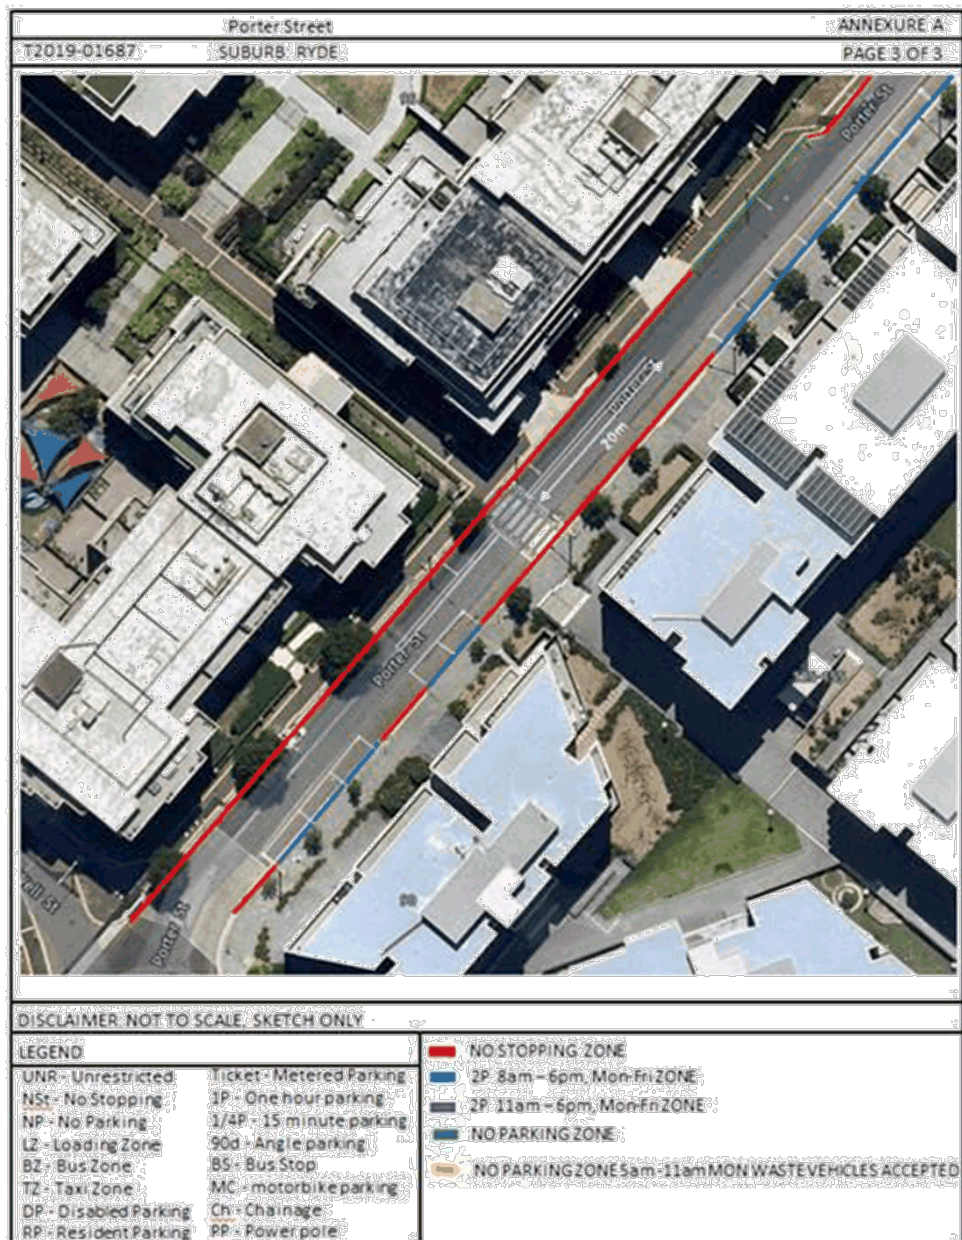 Porter Street ANNEXURE A
T2019-01687 SUBURB RYDE PAGE 3 OF 3
Porter St
Porter St
20m
Porter St
98
Porter St
DISCLAIMER NOT TO SCALE, SKETCH ONLY
LEGEND
UNR - Unrestricted
NSt - No Stopping
NP - No Parking
LZ - Loading Zone
BZ - Bus Zone
TZ - Taxi Zone
DP - Disabled Parking
RP - Resident Parking
Ticket - Metered Parking
1P - One hour parking
1/4P - 15 minute parking
90d - Angle parking
BS - Bus Stop
MC - motorbike parking
Ch - Chainage
PP - Power pole
NO STOPPING ZONE
2P 8am – 6pm, Mon-Fri ZONE
2P 11am – 6pm, Mon-Fri ZONE
NO PARKING ZONE
NO PARKING ZONE 5am -11am MON WASTE VEHICLES ACCEPTED